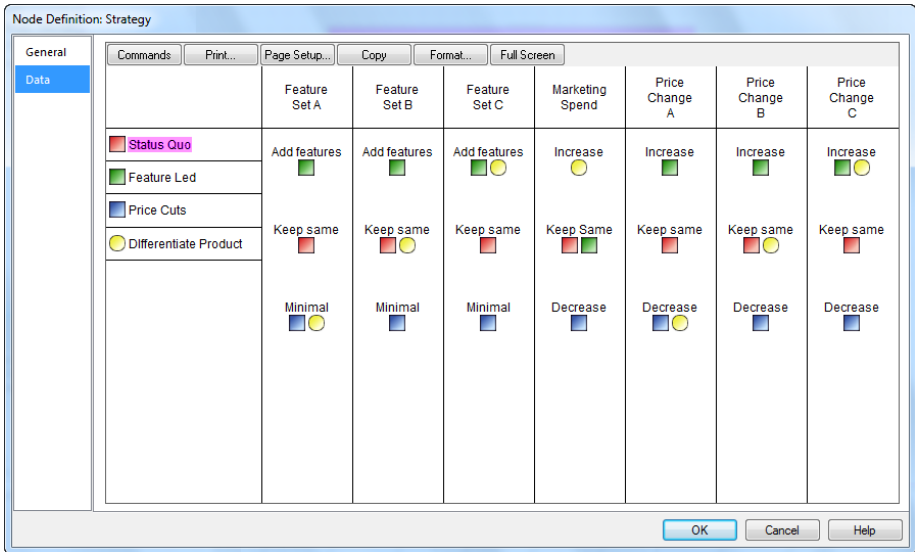 Node Definition: Strategy
General
Data
Commands Print... Page Setup... Copy Format... Full Screen
Feature Set A
Feature Set B
Feature Set C
Marketing Spend
Price Change A
Price Change B
Price Change C
Status Quo
Feature Led
Price Cuts
DIfferentiate Product
Add features Add features Add features Increase Increase Increase Increase
Keep same Keep same Keep same Keep Same Keep same Keep same Keep same
Minimal Minimal Minimal Decrease Decrease Decrease Decrease
OK Cancel Help